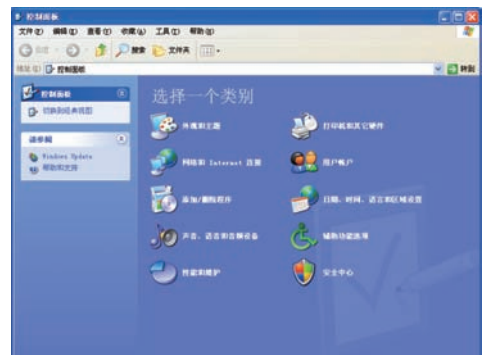 控制面板
文件(F) 编辑(E) 查看(V) 收藏(A) 工具(T) 帮助(H)
后退 搜索 文件夹
地址(D) 控制面板 转到
控制面板
切换到经典视图
请参阅
Windows Update
帮助和支持
选择一个类别
外观和主题
打印机和其它硬件
网络和 Internet 连接
用户帐户
添加/删除程序
日期、时间、语言和区域设置
声音、语音和音频设备
辅助功能选项
性能和维护
安全中心